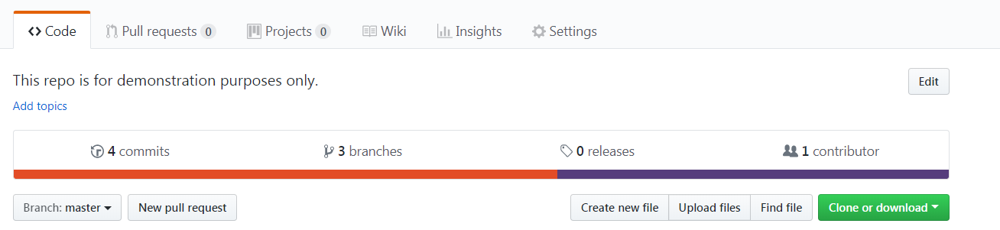 Code Pull requests 0 Projects 0 Wiki Insights Settings
This repo is for demonstration purposes only. Edit
Add topics
4 commits 3 branches 0 releases 1 contributor
Branch: master New pull request Create new file Upload files Find file Clone or download